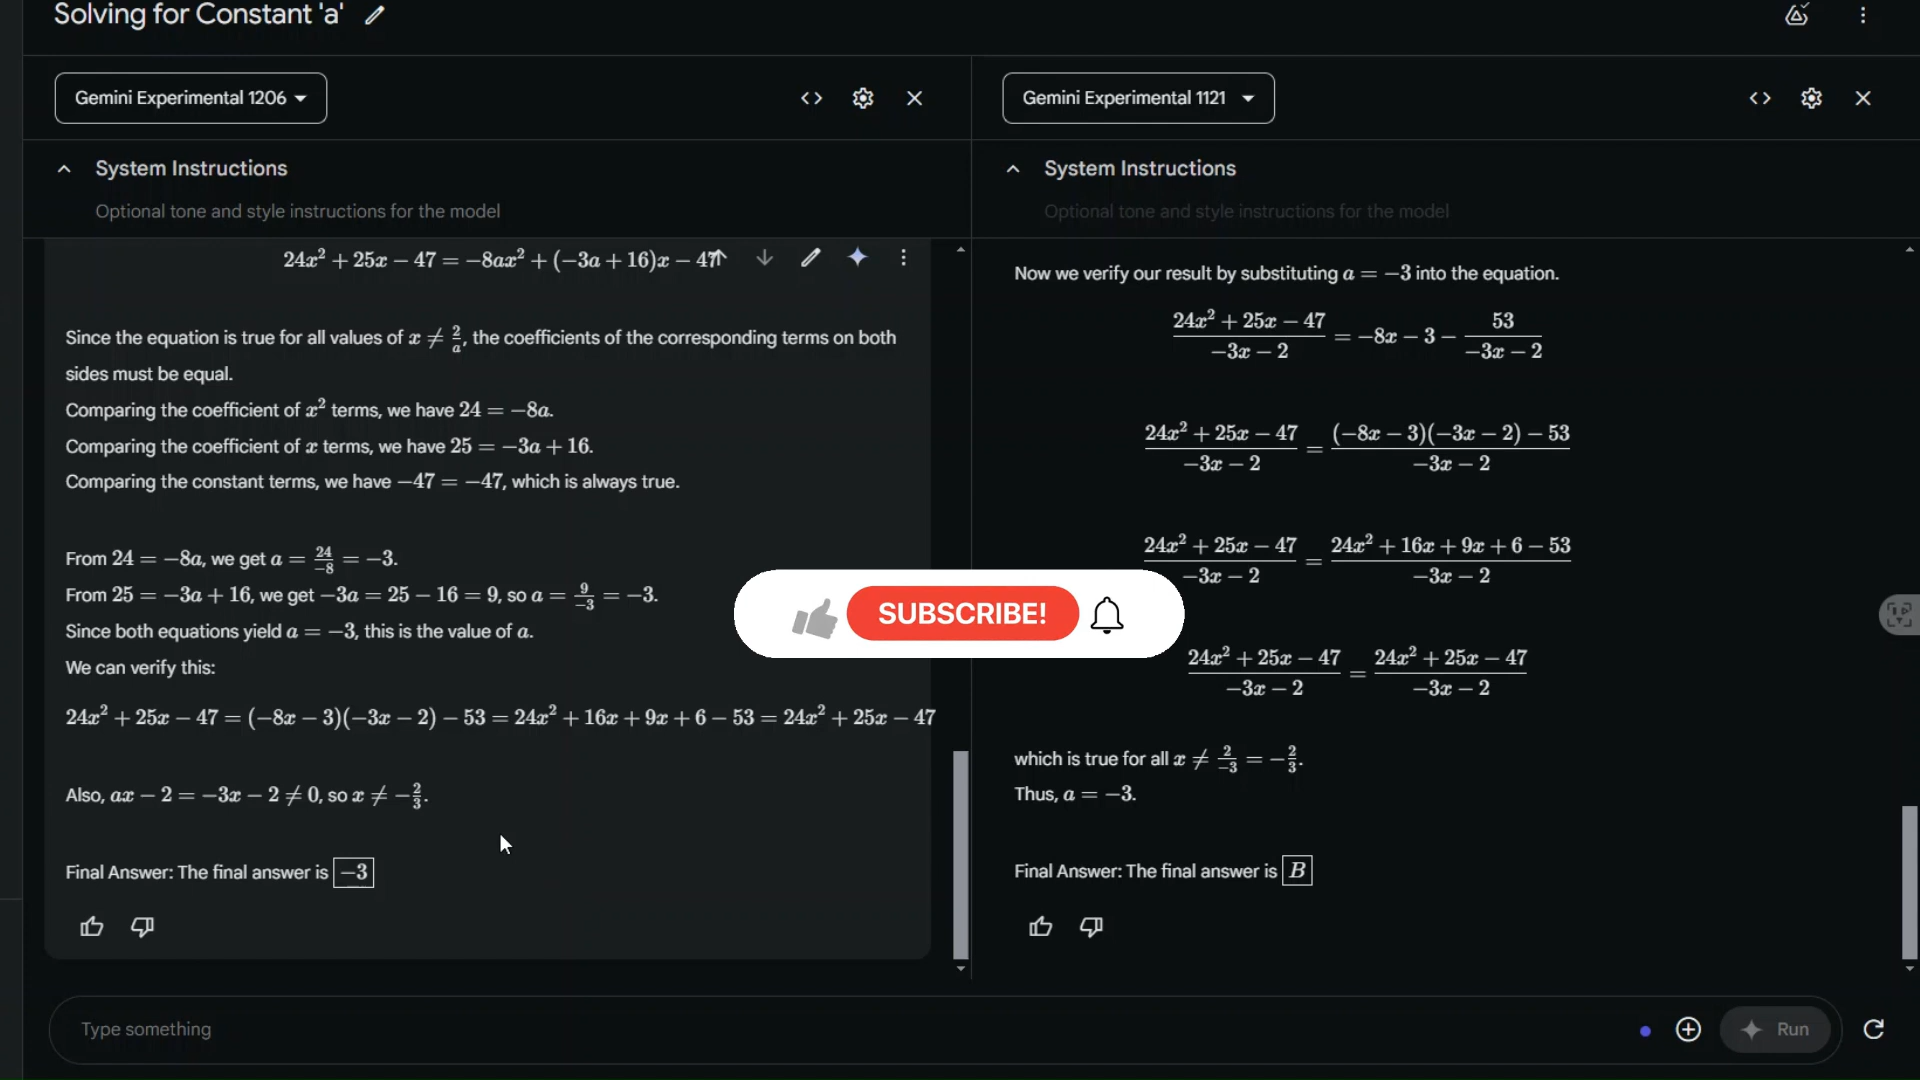 Solving for Constant 'a'
Gemini Experimental 1206
System Instructions
Optional tone and style instructions for the model
24x² + 25x − 47 = −8ax² + (−3a + 16)x − 47
Since the equation is true for all values of x ≠ 2/a, the coefficients of the corresponding terms on both
sides must be equal.
Comparing the coefficient of x² terms, we have 24 = −8a.
Comparing the coefficient of x terms, we have 25 = −3a + 16.
Comparing the constant terms, we have −47 = −47, which is always true.
From 24 = −8a, we get a = 24/−8 = −3.
From 25 = −3a + 16, we get −3a = 25 − 16 = 9, so a = 9/−3 = −3.
Since both equations yield a = −3, this is the value of a.
We can verify this:
24x² + 25x − 47 = (−8x − 3)(−3x − 2) − 53 = 24x² + 16x + 9x + 6 − 53 = 24x² + 25x − 47
Also, ax − 2 = −3x − 2 ≠ 0, so x ≠ −2/3.
Final Answer: The final answer is −3
Gemini Experimental 1121
System Instructions
Optional tone and style instructions for the model
Now we verify our result by substituting a = −3 into the equation.
(24x² + 25x − 47)/(−3x − 2) = −8x − 3 − 53/(−3x − 2)
(24x² + 25x − 47)/(−3x − 2) = ((−8x − 3)(−3x − 2) − 53)/(−3x − 2)
(24x² + 25x − 47)/(−3x − 2) = (24x² + 16x + 9x + 6 − 53)/(−3x − 2)
(24x² + 25x − 47)/(−3x − 2) = (24x² + 25x − 47)/(−3x − 2)
which is true for all x ≠ 2/−3 = −2/3.
Thus, a = −3.
Final Answer: The final answer is B
SUBSCRIBE!
Type something
Run